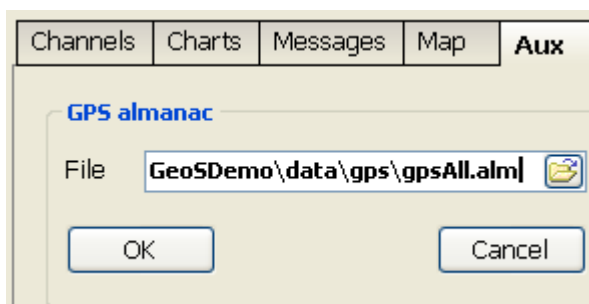 Channels Charts Messages Map Aux
GPS almanac
File GeoSDemo\data\gps\gpsAll.alm
OK Cancel